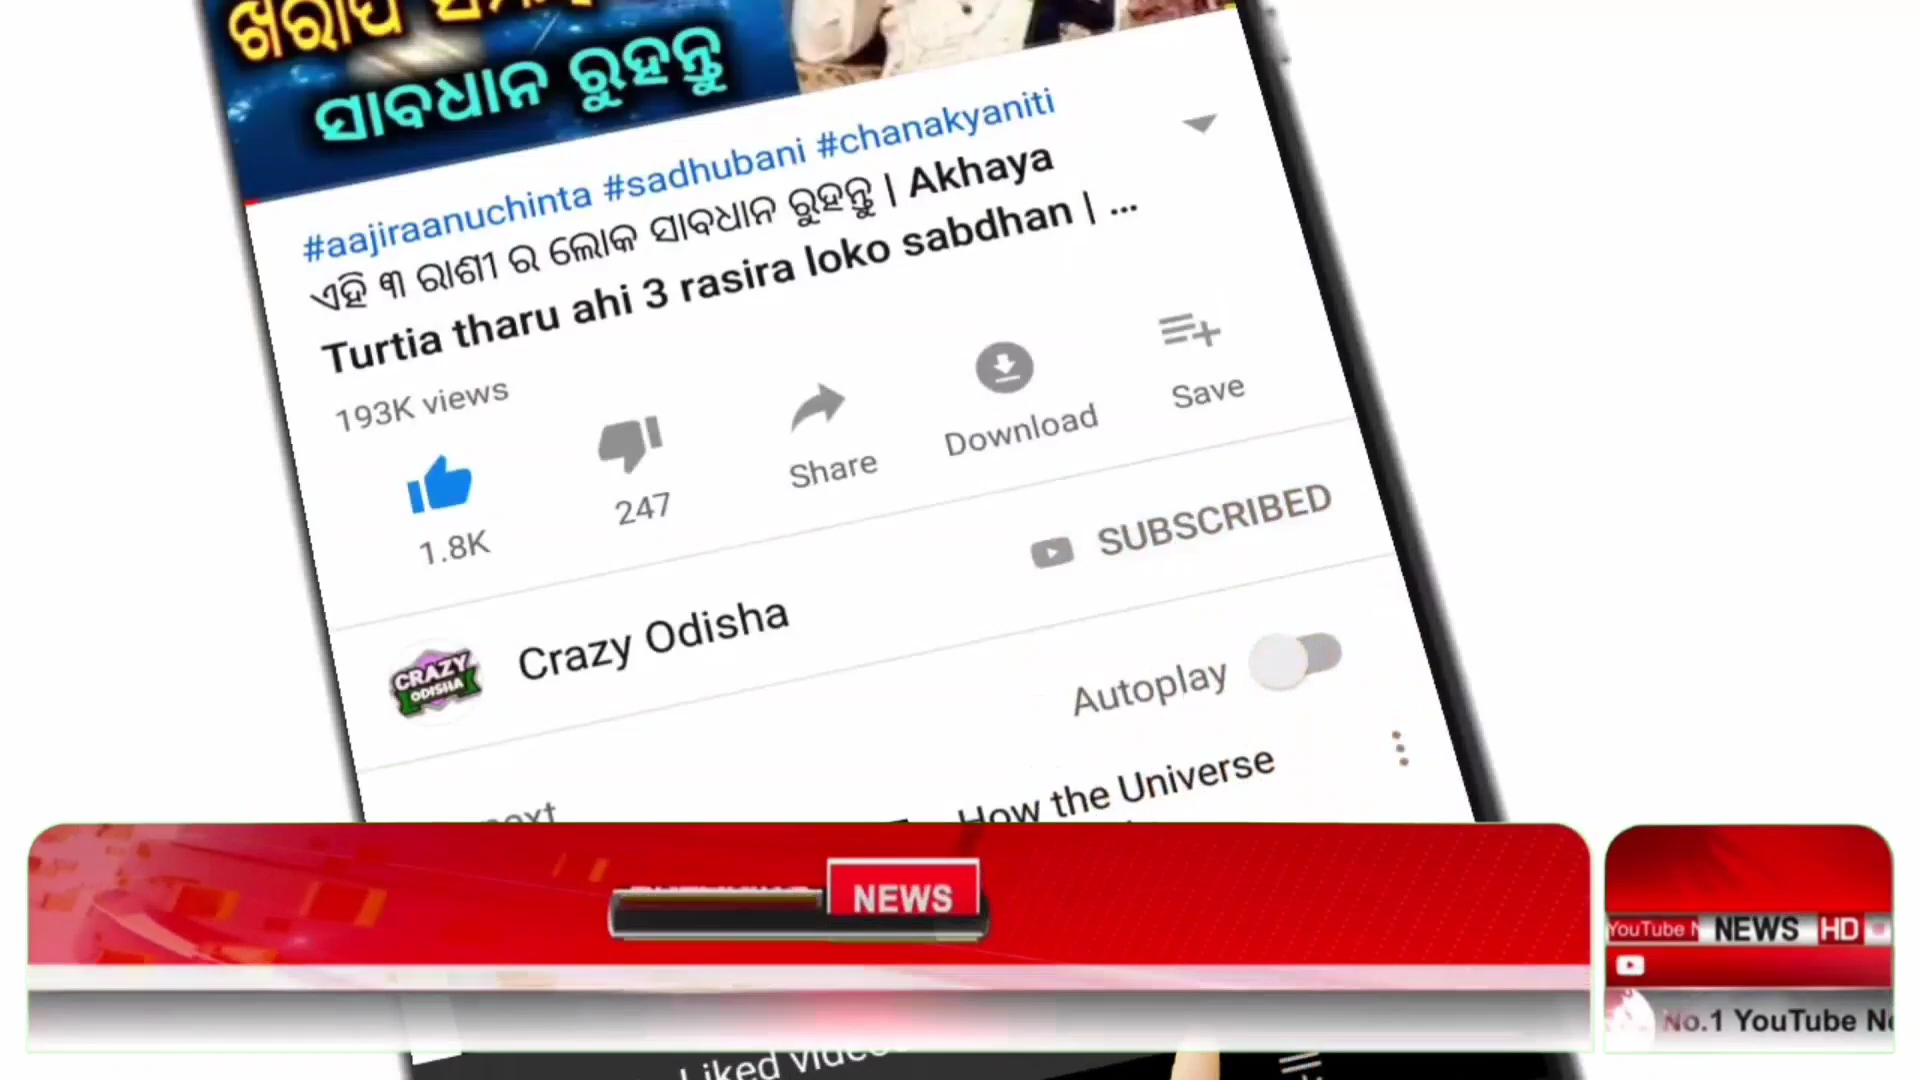 ସାବଧାନ ରୁହନ୍ତୁ
#aajiraanuchinta #sadhubani #chanakyaniti
ଏହି ୩ ରାଶୀ ର ଲୋକ ସାବଧାନ ରୁହନ୍ତୁ | Akhaya
Turtia tharu ahi 3 rasira loko sabdhan | ...
193K views
1.8K
247
Share
Download
Save
CRAZY
ODISHA
Crazy Odisha
SUBSCRIBED
Autoplay
How the Universe
NEWS
YouTube NEWS HD
No.1 YouTube
Liked